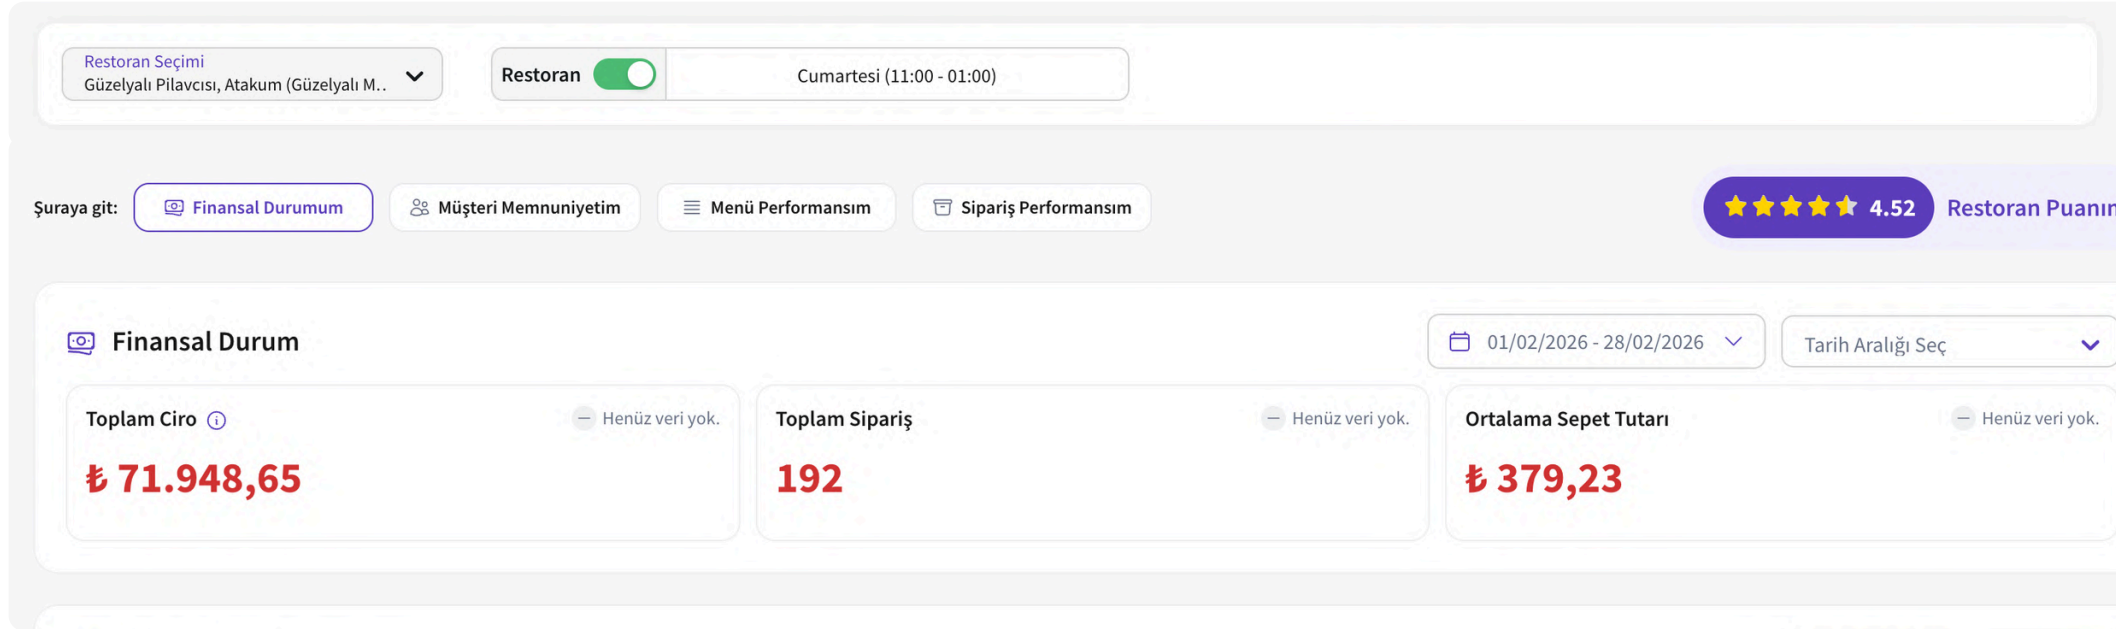 Restoran Seçimi
Güzelyalı Pilavcısı, Atakum (Güzelyalı M..
Restoran
Cumartesi (11:00 - 01:00)
Şuraya git:
Finansal Durumum
Müşteri Memnuniyetim
Menü Performansım
Sipariş Performansım
4.52
Restoran Puanın
Finansal Durum
01/02/2026 - 28/02/2026
Tarih Aralığı Seç
Toplam Ciro
Henüz veri yok.
₺ 71.948,65
Toplam Sipariş
Henüz veri yok.
192
Ortalama Sepet Tutarı
Henüz veri yok.
₺ 379,23